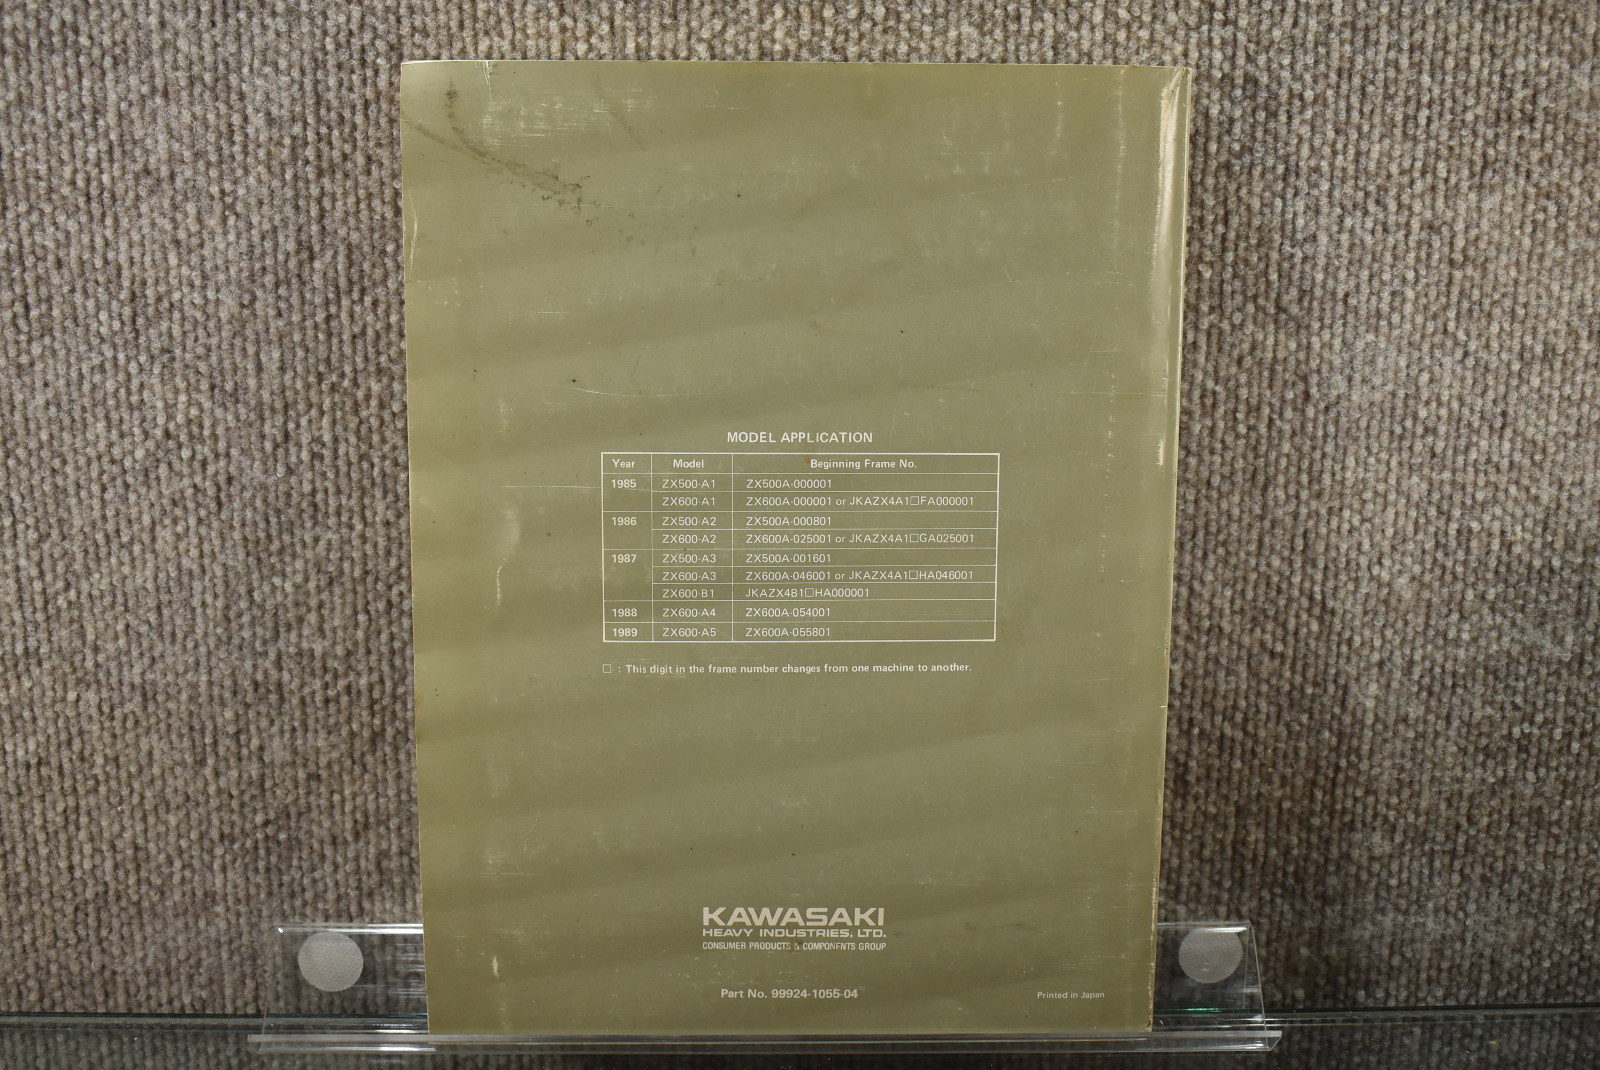 MODEL APPLICATION
Year Model Beginning Frame No.
1985 ZX500-A1 ZX500A-000001
ZX600-A1 ZX600A-000001 or JKAZX4A1□FA000001
1986 ZX500-A2 ZX500A-000801
ZX600-A2 ZX600A-025001 or JKAZX4A1□GA025001
1987 ZX500-A3 ZX500A-001601
ZX600-A3 ZX600A-046001 or JKAZX4A1□HA046001
ZX600-B1 JKAZX4B1□HA000001
1988 ZX600-A4 ZX600A-054001
1989 ZX600-A5 ZX600A-055801
□ : This digit in the frame number changes from one machine to another.
KAWASAKI
HEAVY INDUSTRIES, LTD.
CONSUMER PRODUCTS & COMPONENTS GROUP
Part No. 99924-1055-04
Printed in Japan